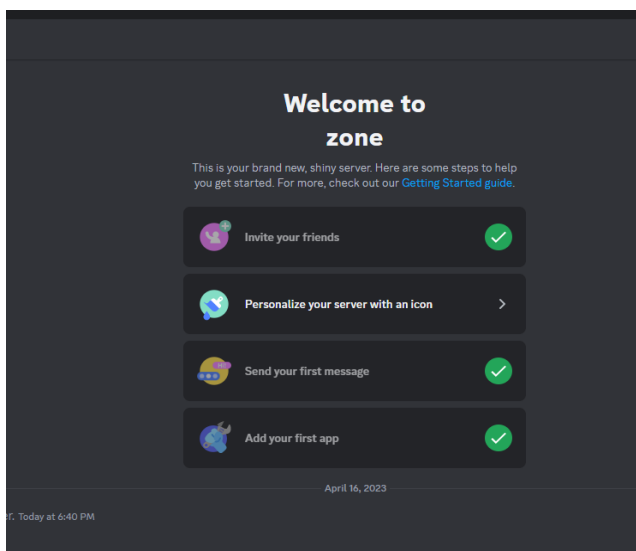 Welcome to
zone
This is your brand new, shiny server. Here are some steps to help
you get started. For more, check out our Getting Started guide.
Invite your friends
Personalize your server with an icon
Send your first message
Add your first app
April 16, 2023
Today at 6:40 PM